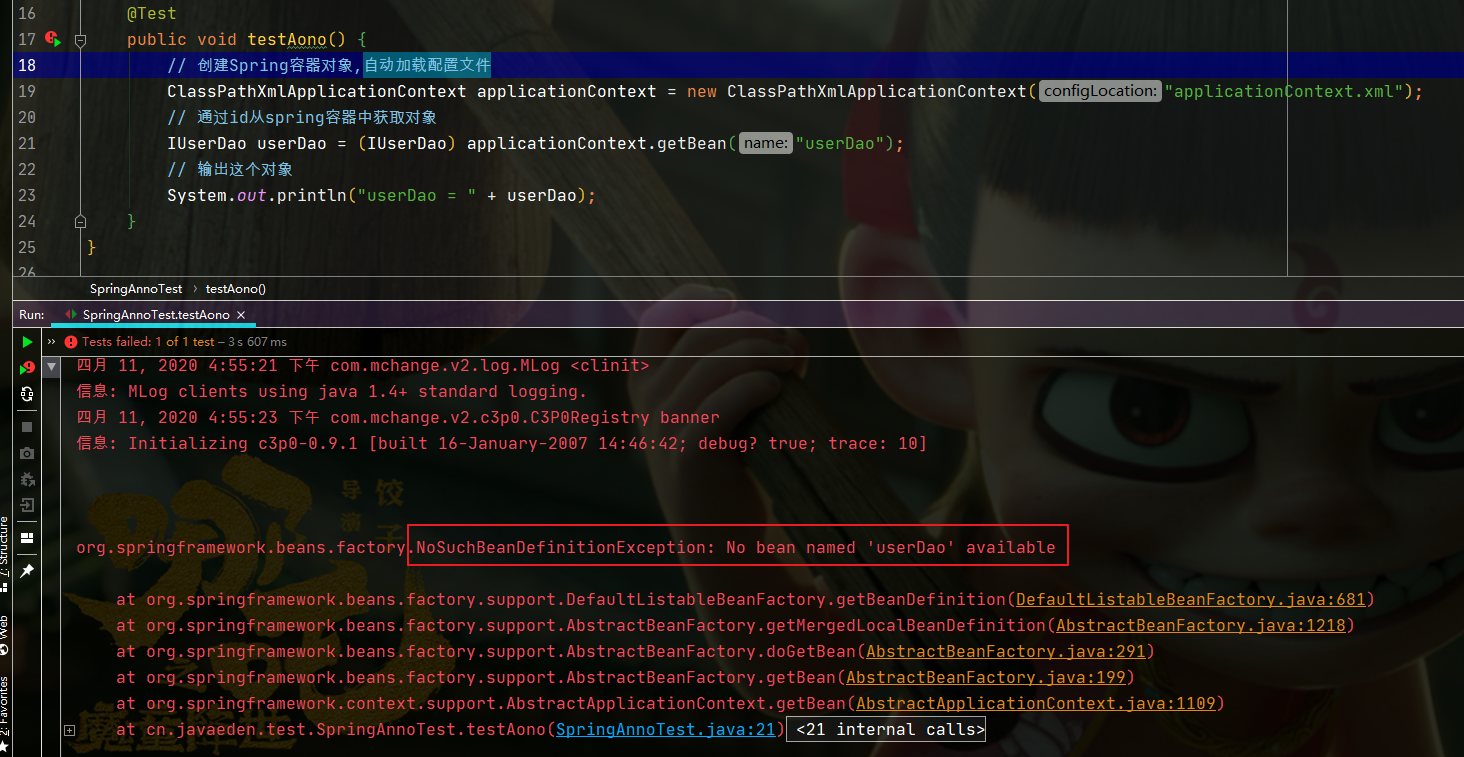 16 @Test
17 public void testAono() {
18 // 创建Spring容器对象,自动加载配置文件
19 ClassPathXmlApplicationContext applicationContext = new ClassPathXmlApplicationContext( configLocation: "applicationContext.xml");
20 // 通过id从spring容器中获取对象
21 IUserDao userDao = (IUserDao) applicationContext.getBean( name: "userDao");
22 // 输出这个对象
23 System.out.println("userDao = " + userDao);
24 }
25 }
26
SpringAnnoTest › testAono()
Run: SpringAnnoTest.testAono ×
» Tests failed: 1 of 1 test – 3 s 607 ms
四月 11, 2020 4:55:21 下午 com.mchange.v2.log.MLog <clinit>
信息: MLog clients using java 1.4+ standard logging.
四月 11, 2020 4:55:23 下午 com.mchange.v2.c3p0.C3P0Registry banner
信息: Initializing c3p0-0.9.1 [built 16-January-2007 14:46:42; debug? true; trace: 10]
导演 饺子
org.springframework.beans.factory.NoSuchBeanDefinitionException: No bean named 'userDao' available
at org.springframework.beans.factory.support.DefaultListableBeanFactory.getBeanDefinition(DefaultListableBeanFactory.java:681)
at org.springframework.beans.factory.support.AbstractBeanFactory.getMergedLocalBeanDefinition(AbstractBeanFactory.java:1218)
at org.springframework.beans.factory.support.AbstractBeanFactory.doGetBean(AbstractBeanFactory.java:291)
at org.springframework.beans.factory.support.AbstractBeanFactory.getBean(AbstractBeanFactory.java:199)
at org.springframework.context.support.AbstractApplicationContext.getBean(AbstractApplicationContext.java:1109)
at cn.javaeden.test.SpringAnnoTest.testAono(SpringAnnoTest.java:21) <21 internal calls>
7: Structure
Web
2: Favorites